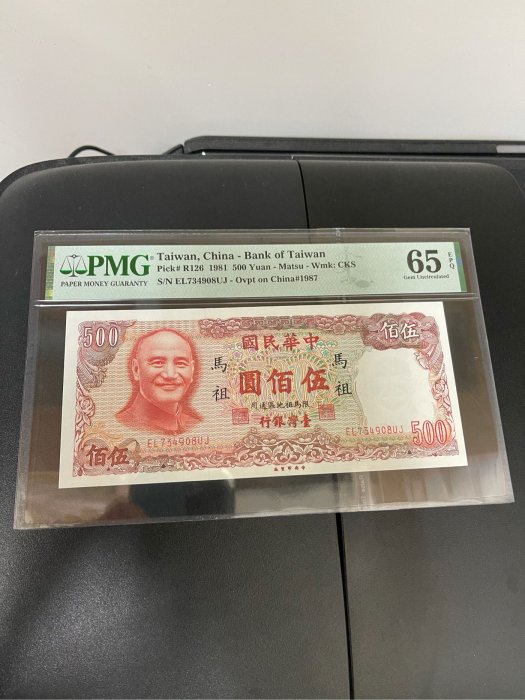 PMG
PAPER MONEY GUARANTY
Taiwan, China - Bank of Taiwan
Pick# R126 1981 500 Yuan - Matsu - Wmk: CKS
S/N EL734908UJ - Ovpt on China#1987
65 EPQ
Gem Uncirculated
500
國民華中
佰伍
馬祖
圓佰伍
馬祖
用通區地祖馬限
行銀灣臺
EL734908UJ
EL734908UJ
佰伍
500